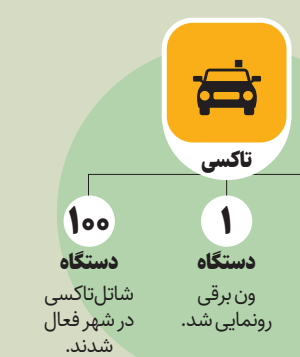 تاکسی
۱
دستگاه
ون برقی
رونمایی شد.
۱۰۰
دستگاه
شاتل‌تاکسی
در شهر فعال
شدند.